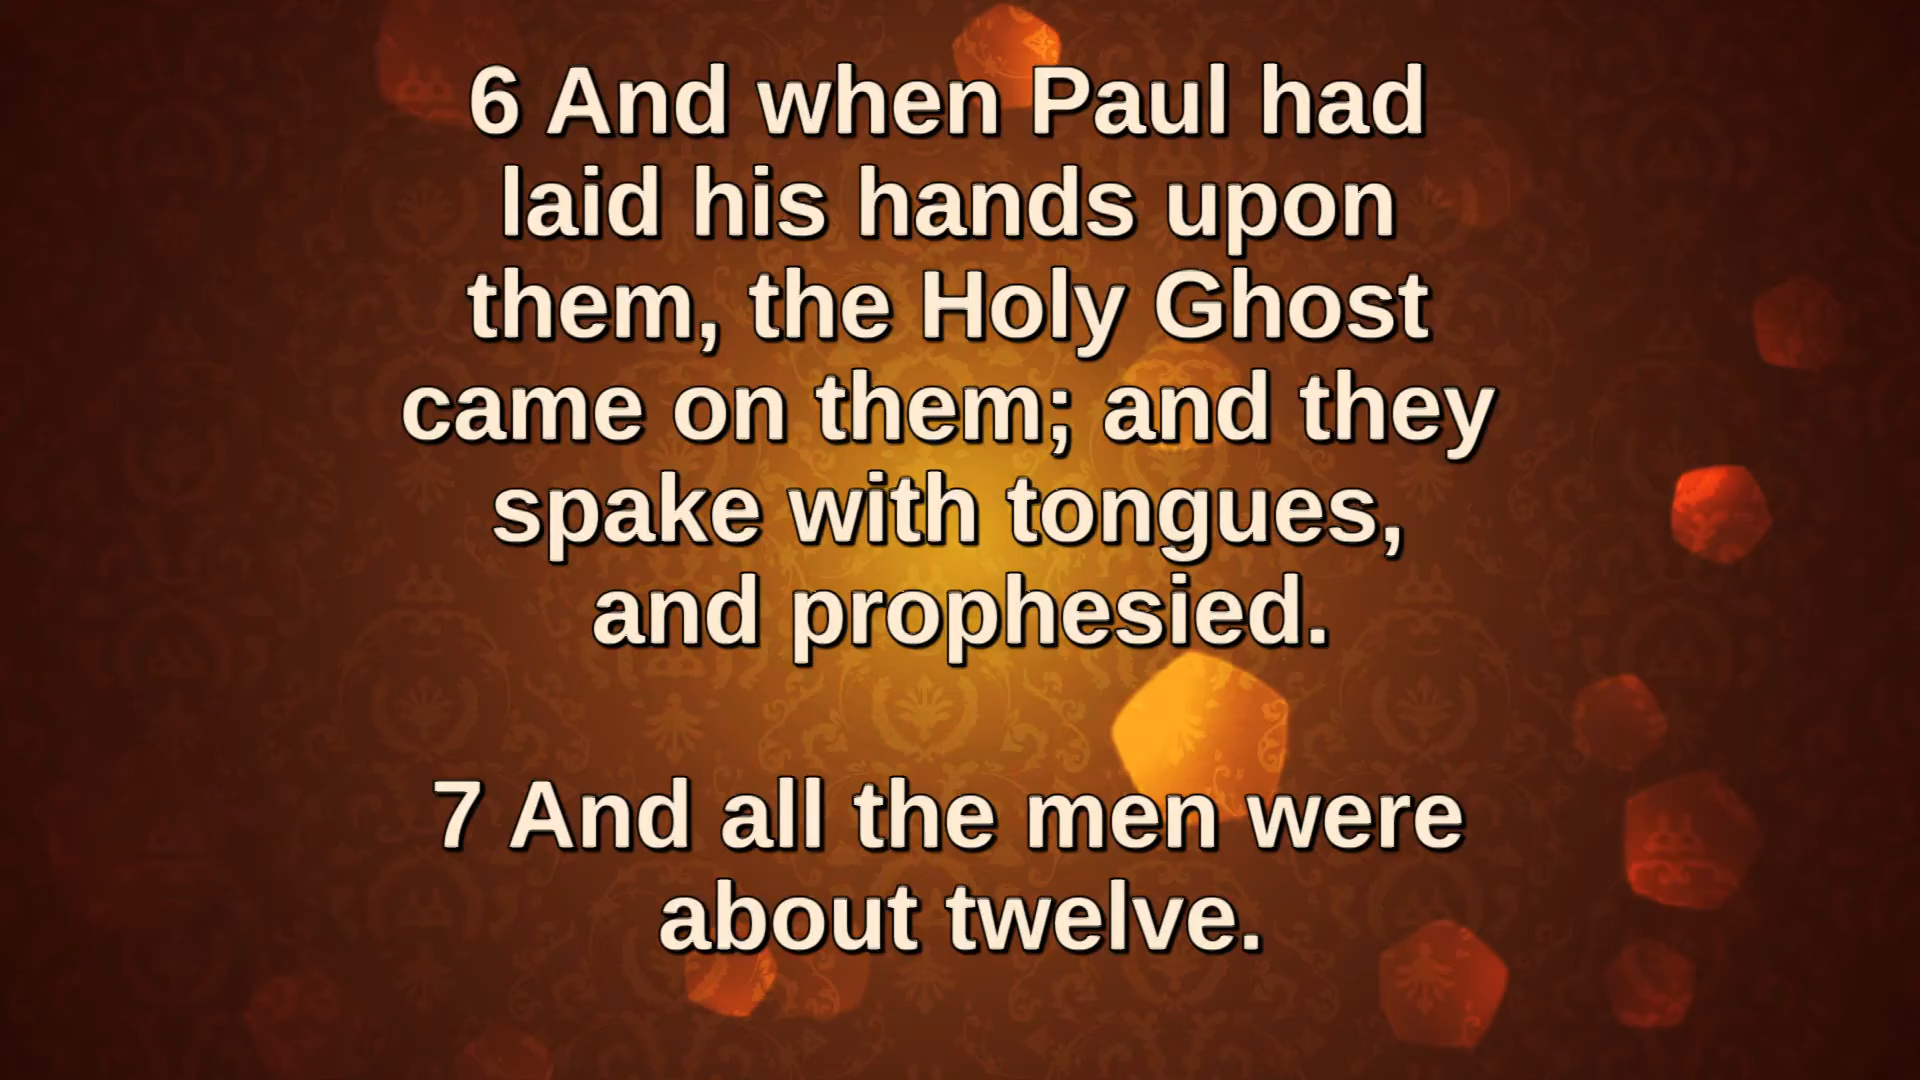 6 And when Paul had
laid his hands upon
them, the Holy Ghost
came on them; and they
spake with tongues,
and prophesied.
7 And all the men were
about twelve.